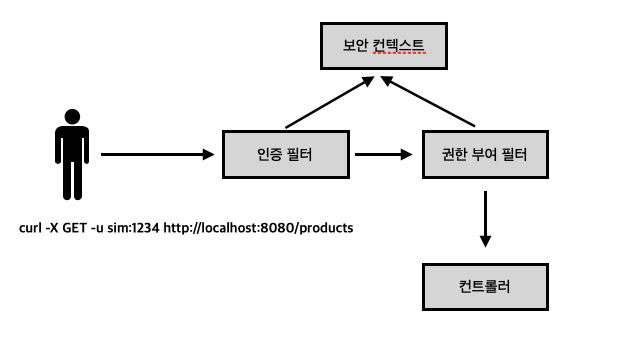 보안 컨텍스트
인증 필터
권한 부여 필터
curl -X GET -u sim:1234 http://localhost:8080/products
컨트롤러